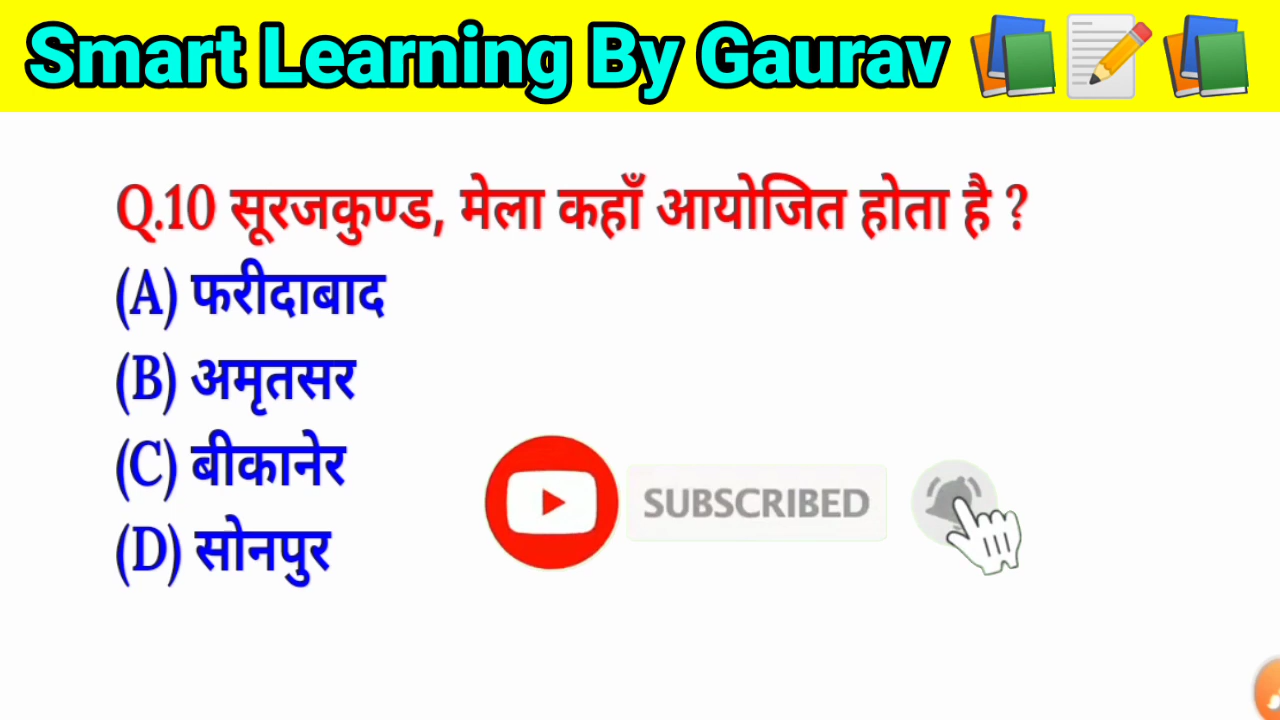 Smart Learning By Gaurav
Q.10 सूरजकुण्ड, मेला कहाँ आयोजित होता है ?
(A) फरीदाबाद
(B) अमृतसर
(C) बीकानेर
(D) सोनपुर
SUBSCRIBED